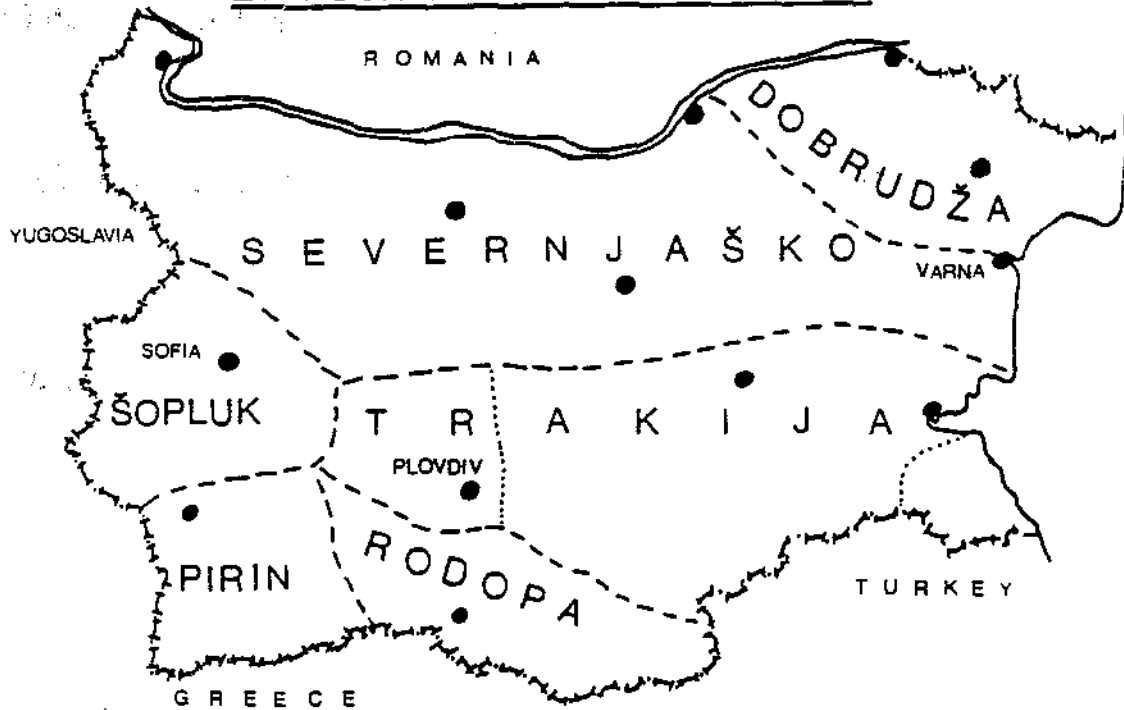 ROMANIA
DOBRUDŽA
YUGOSLAVIA
SEVERNJAŠKO
VARNA
SOFIA
ŠOPLUK
TRAKIJA
PLOVDIV
RODOPA
PIRIN
TURKEY
GREECE